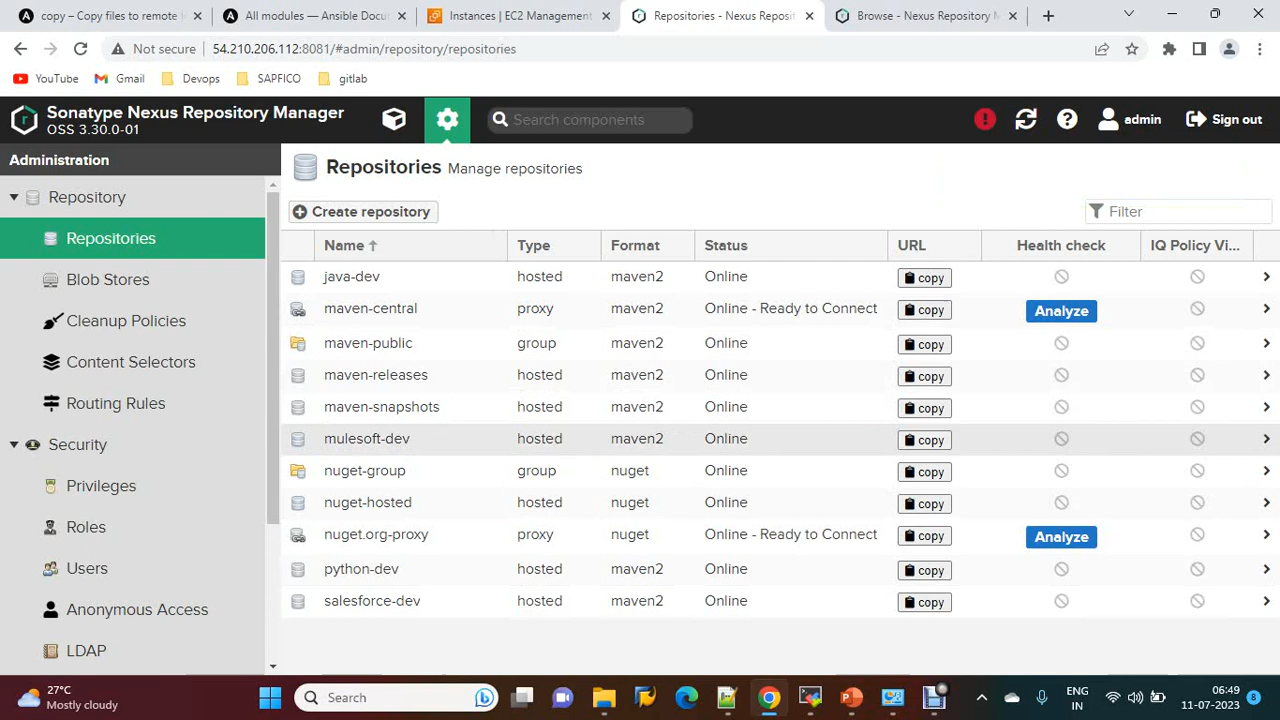 copy – Copy files to remote l
All modules — Ansible Docu
Instances | EC2 Management
Repositories - Nexus Reposit
Browse - Nexus Repository M
Not secure
54.210.206.112:8081/#admin/repository/repositories
YouTube
Gmail
Devops
SAPFICO
gitlab
Sonatype Nexus Repository Manager
OSS 3.30.0-01
Search components
admin
Sign out
Administration
Repository
Repositories
Blob Stores
Cleanup Policies
Content Selectors
Routing Rules
Security
Privileges
Roles
Users
Anonymous Access
LDAP
Repositories Manage repositories
Create repository
Filter
Name Type Format Status URL Health check IQ Policy Vi...
java-dev hosted maven2 Online copy
maven-central proxy maven2 Online - Ready to Connect copy Analyze
maven-public group maven2 Online copy
maven-releases hosted maven2 Online copy
maven-snapshots hosted maven2 Online copy
mulesoft-dev hosted maven2 Online copy
nuget-group group nuget Online copy
nuget-hosted hosted nuget Online copy
nuget.org-proxy proxy nuget Online - Ready to Connect copy Analyze
python-dev hosted maven2 Online copy
salesforce-dev hosted maven2 Online copy
27°C
Mostly cloudy
Search
ENG
IN
06:49
11-07-2023
8